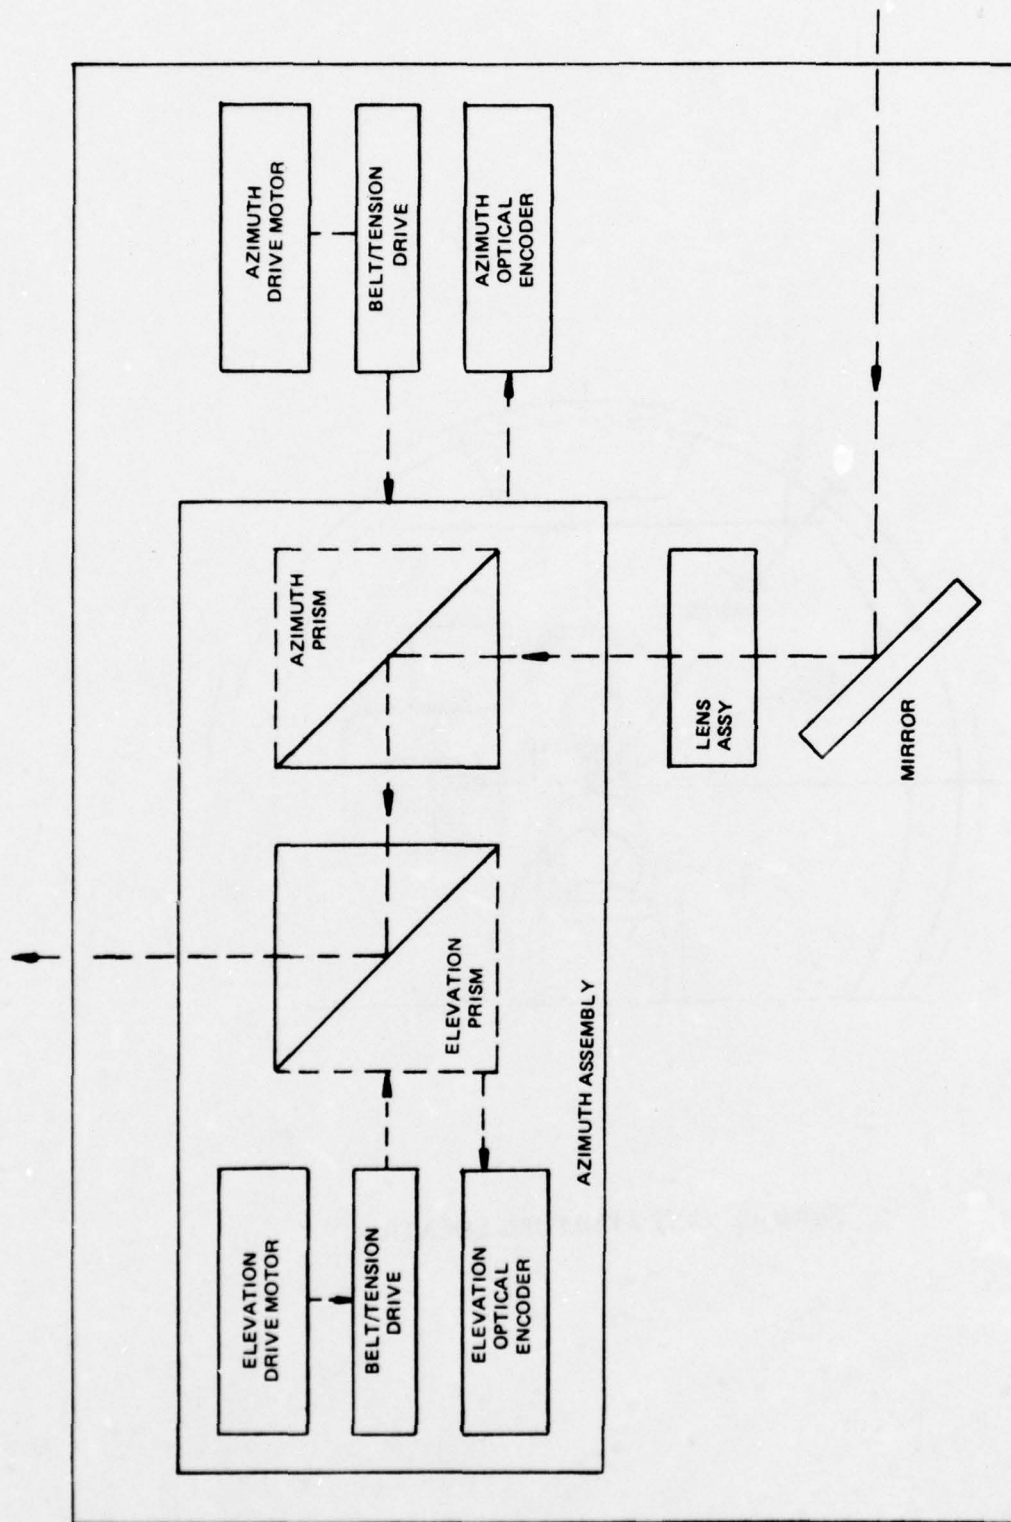 ELEVATION
DRIVE MOTOR
BELT/TENSION
DRIVE
ELEVATION
OPTICAL
ENCODER
ELEVATION
PRISM
AZIMUTH ASSEMBLY
AZIMUTH
PRISM
AZIMUTH
DRIVE MOTOR
BELT/TENSION
DRIVE
AZIMUTH
OPTICAL
ENCODER
LENS
ASSY
MIRROR